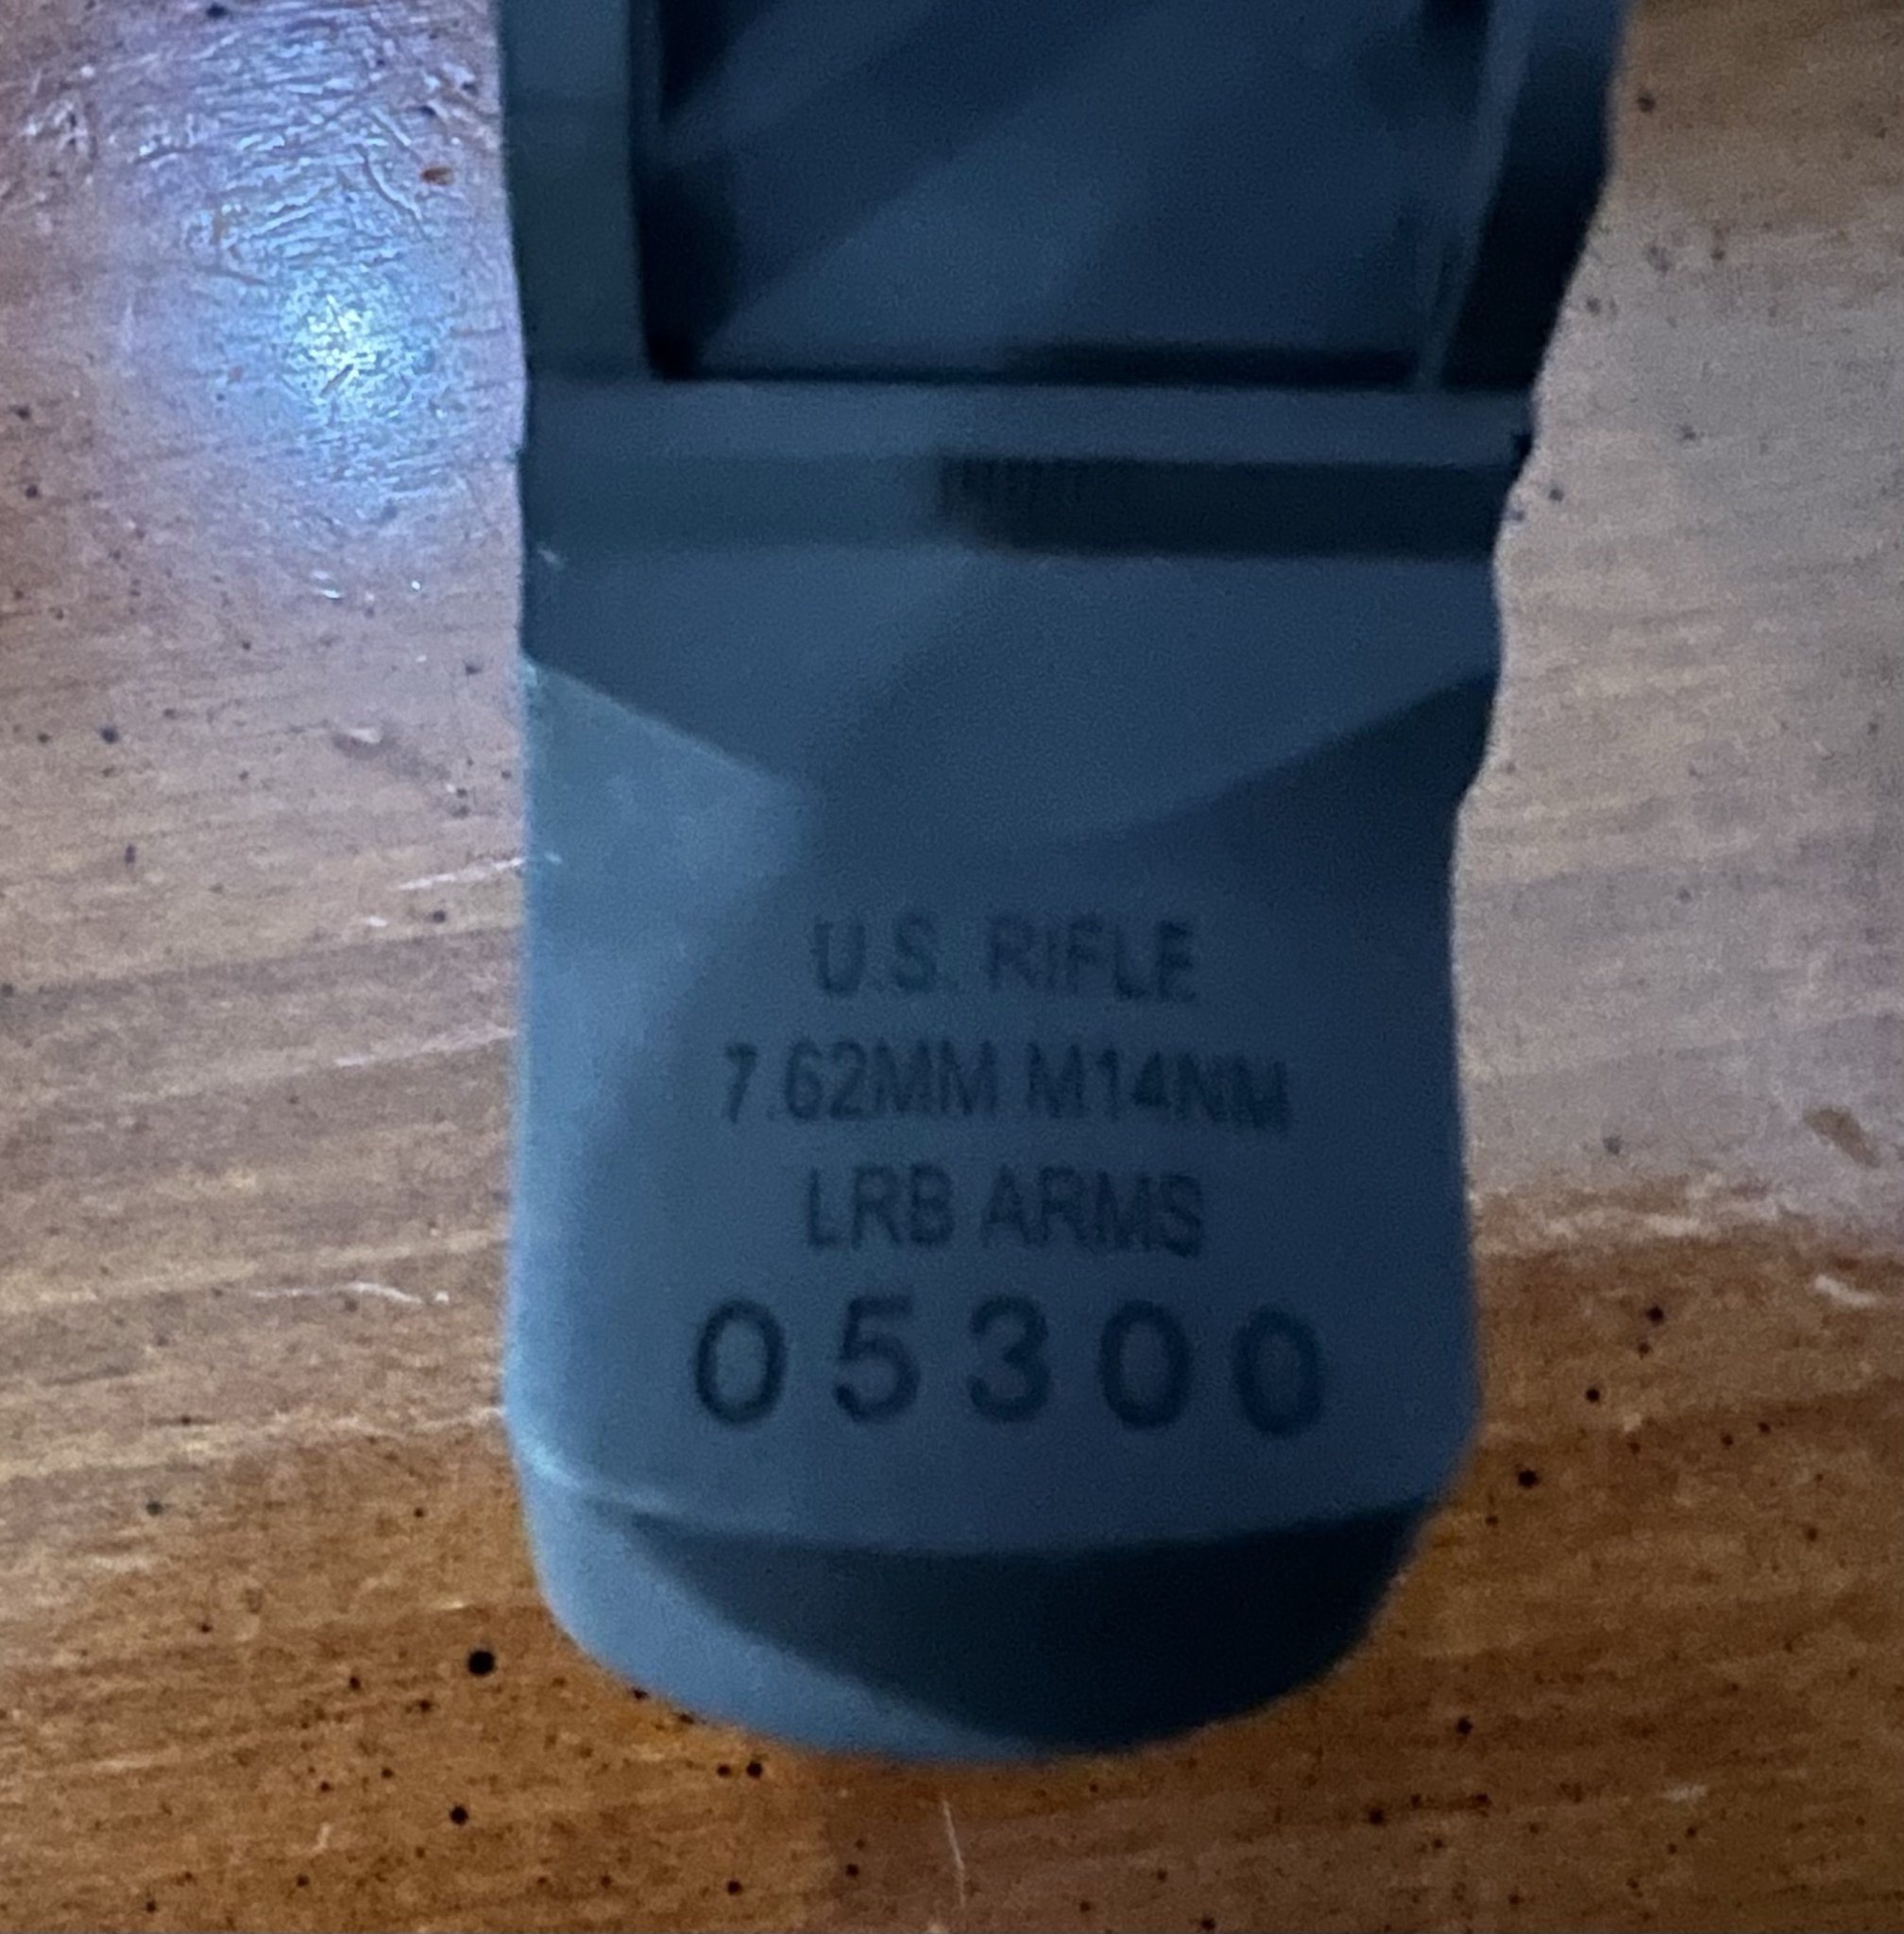 U.S. RIFLE
7.62MM M14NM
LRB ARMS
05300